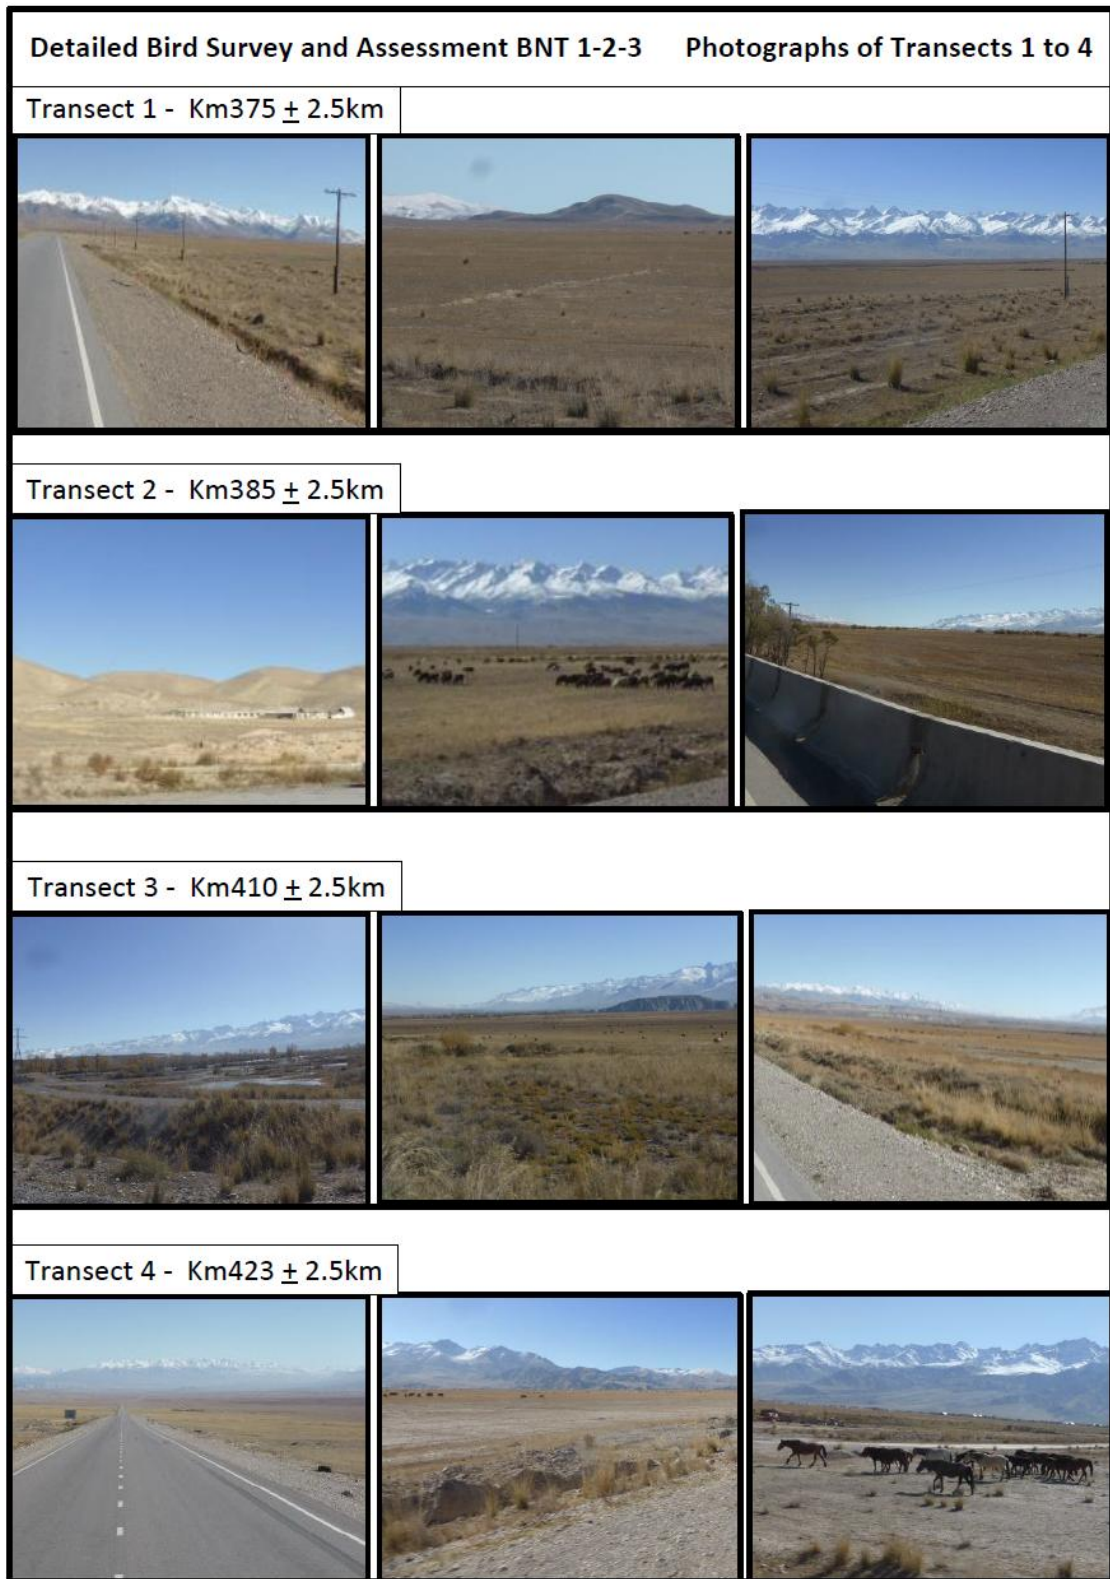 Detailed Bird Survey and Assessment BNT 1-2-3 Photographs of Transects 1 to 4
Transect 1 - Km375 ± 2.5km
Transect 2 - Km385 ± 2.5km
Transect 3 - Km410 ± 2.5km
Transect 4 - Km423 ± 2.5km